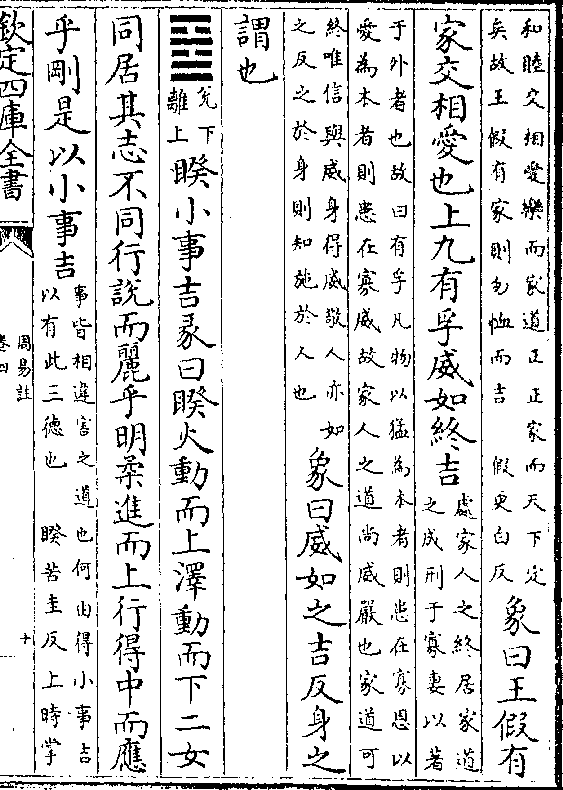 和睦交相愛樂而家道正正家而天下定
矣故王假有家則勿恤而吉　假更白反
象曰王假有
家交相愛也上九有孚威如終吉
處家人之終居家道
之成刑于寡妻以著
于外者也故曰有孚凡物以猛為本者則患在寡恩以
愛為本者則患在寡威故家人之道尚威嚴也家道可
終唯信與威身得威敬人亦如
之反之於身則知施於人也
象曰威如之吉反身之
謂也
兌下
離上
睽小事吉彖曰睽火動而上澤動而下二女
同居其志不同行說而麗乎明柔進而上行得中而應
乎剛是以小事吉
事皆相違害之道也何由得小事吉
以有此三德也　睽苦圭反上時掌
欽定四庫全書
周易註
卷四
十